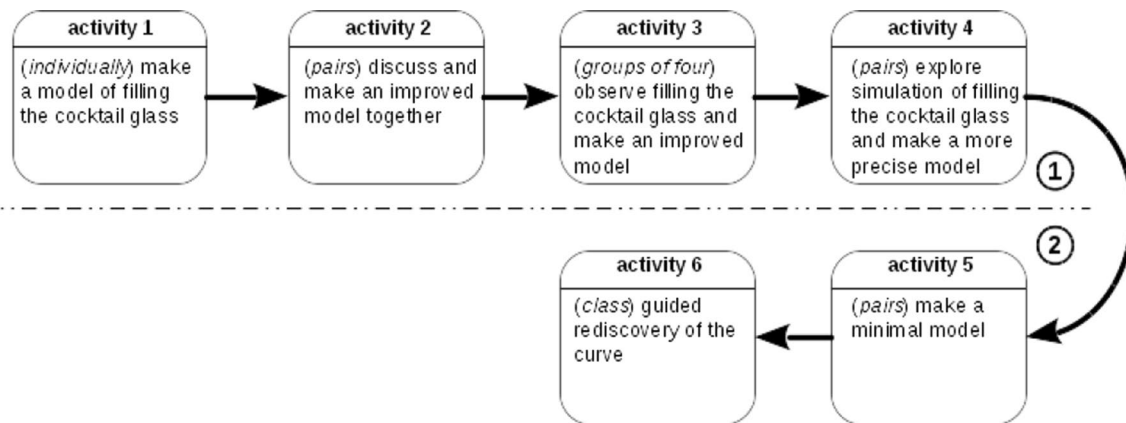 activity 1
(individually) make
a model of filling
the cocktail glass
activity 2
(pairs) discuss and
make an improved
model together
activity 3
(groups of four)
observe filling the
cocktail glass and
make an improved
model
activity 4
(pairs) explore
simulation of filling
the cocktail glass
and make a more
precise model
1
2
activity 5
(pairs) make a
minimal model
activity 6
(class) guided
rediscovery of the
curve